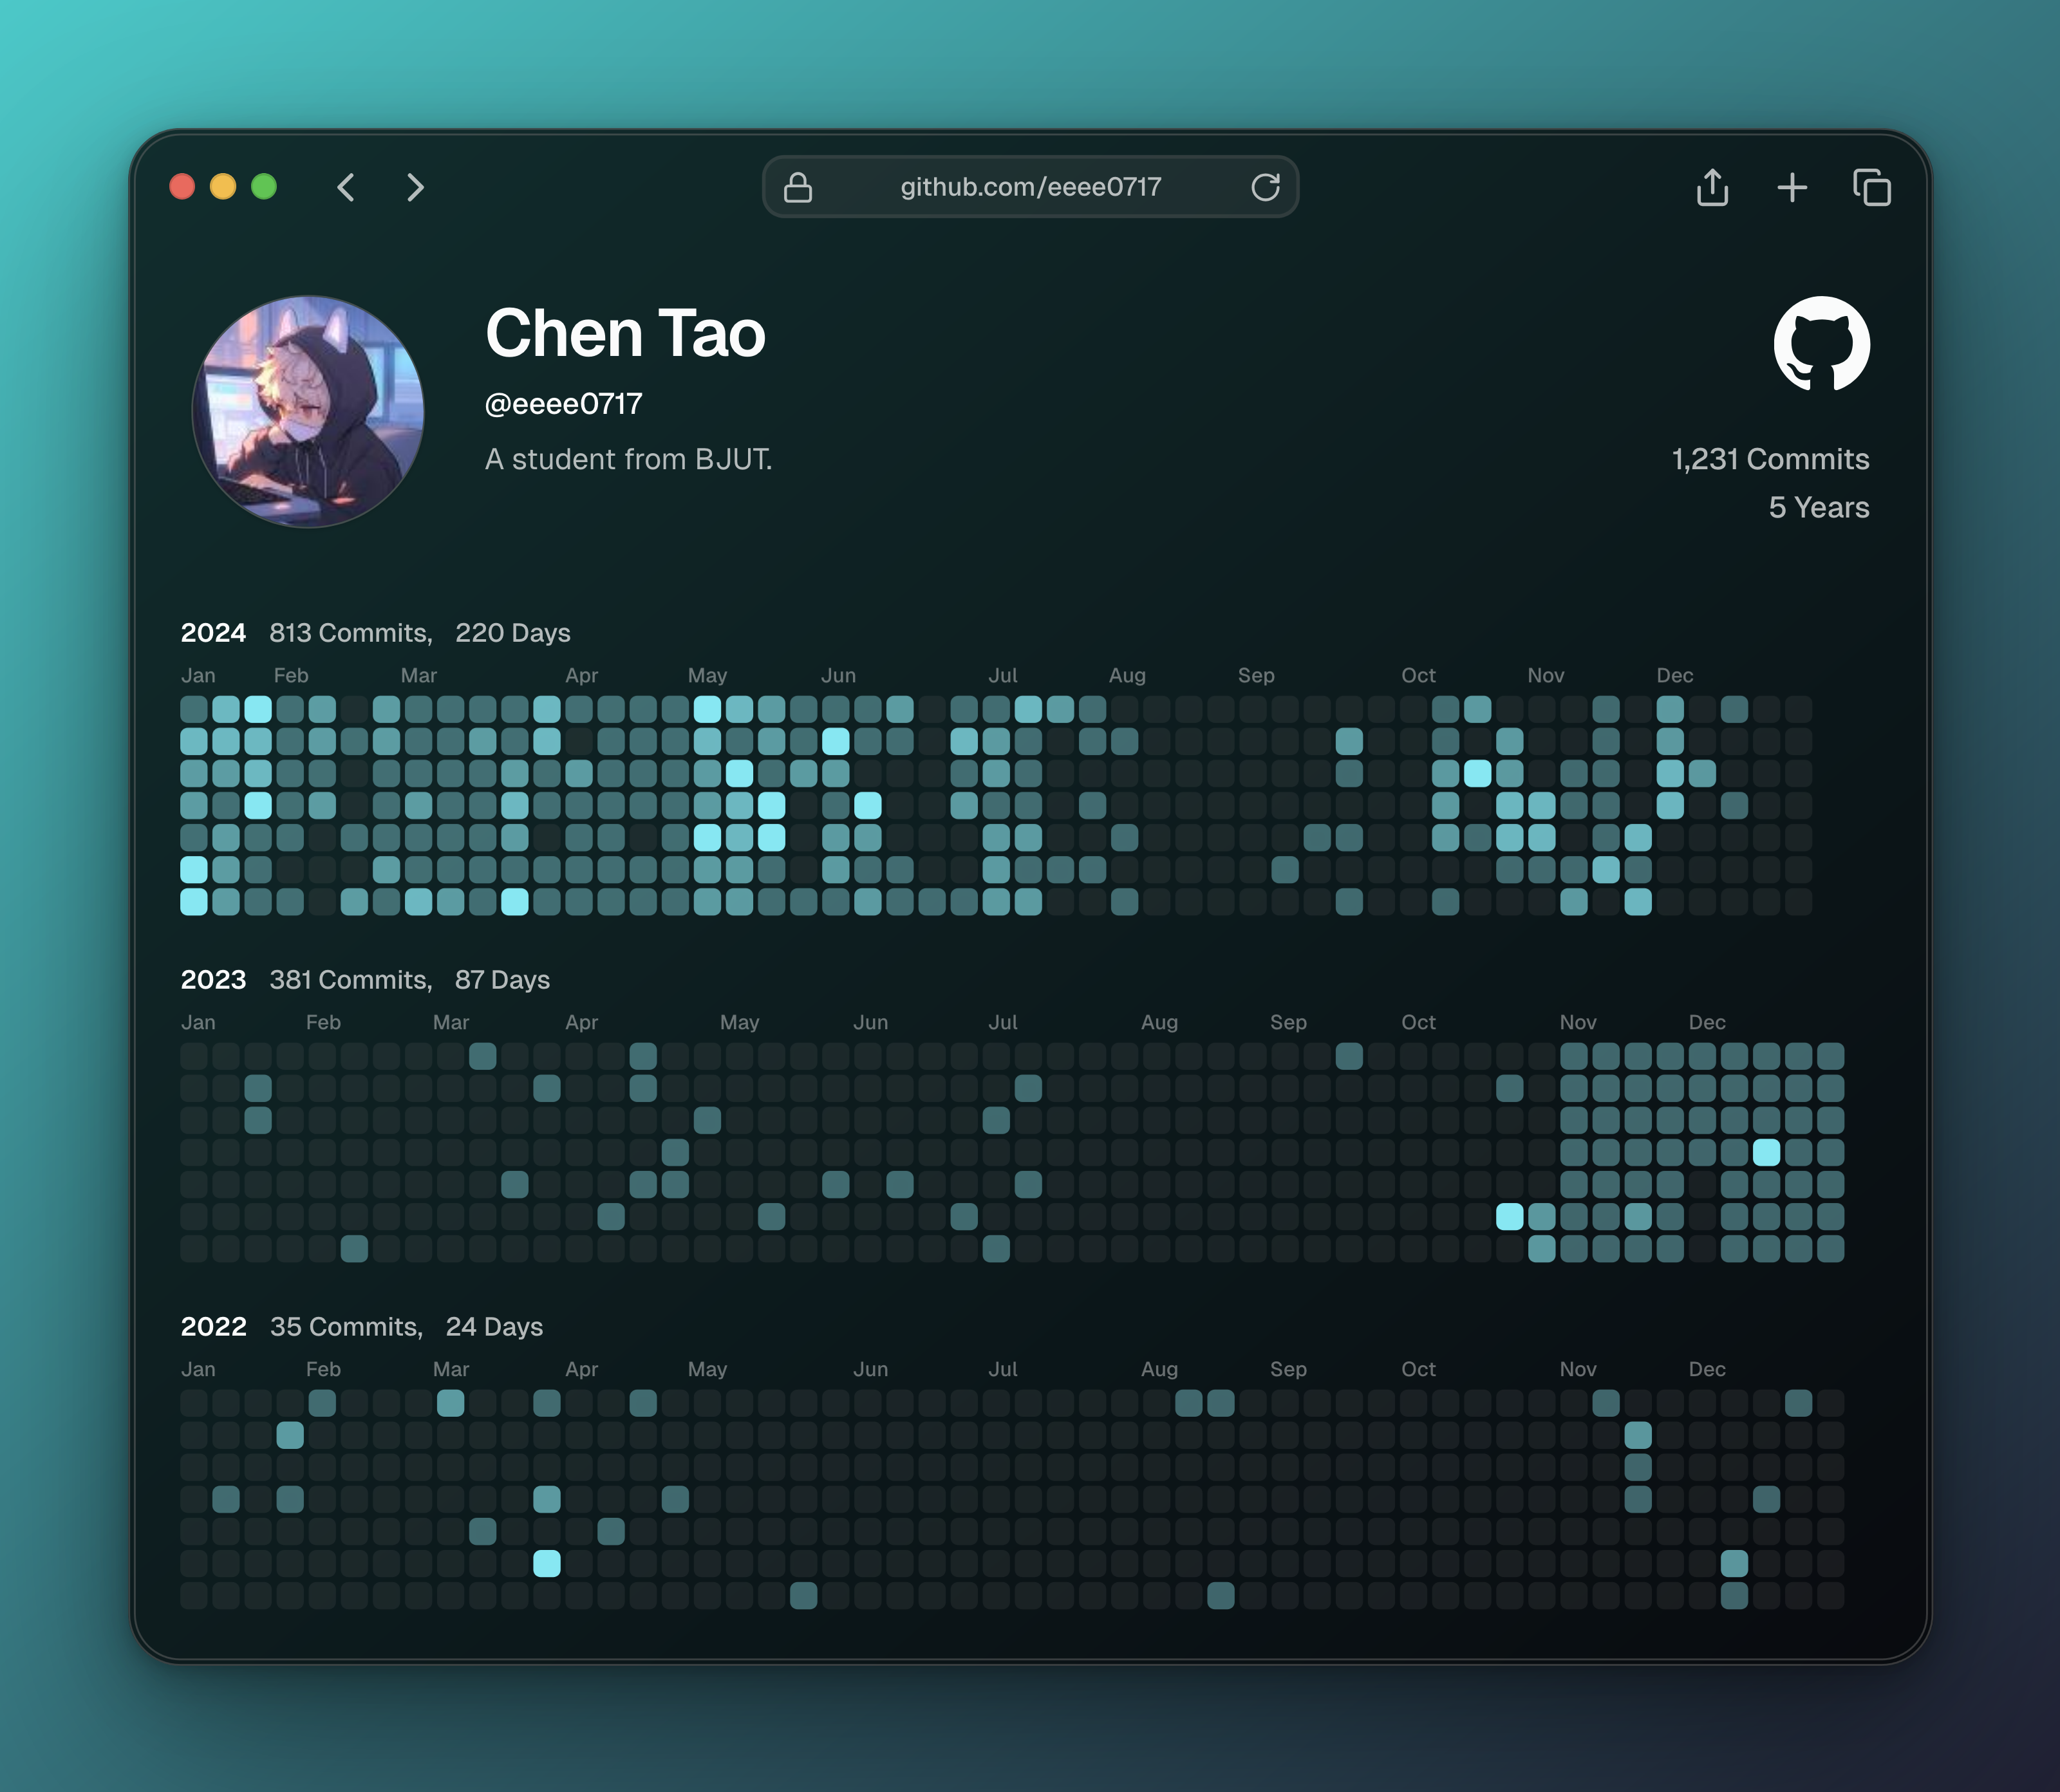 github.com/eeee0717
Chen Tao
@eeee0717
A student from BJUT.
1,231 Commits
5 Years
2024 813 Commits, 220 Days
Jan Feb Mar Apr May Jun Jul Aug Sep Oct Nov Dec
2023 381 Commits, 87 Days
Jan Feb Mar Apr May Jun Jul Aug Sep Oct Nov Dec
2022 35 Commits, 24 Days
Jan Feb Mar Apr May Jun Jul Aug Sep Oct Nov Dec